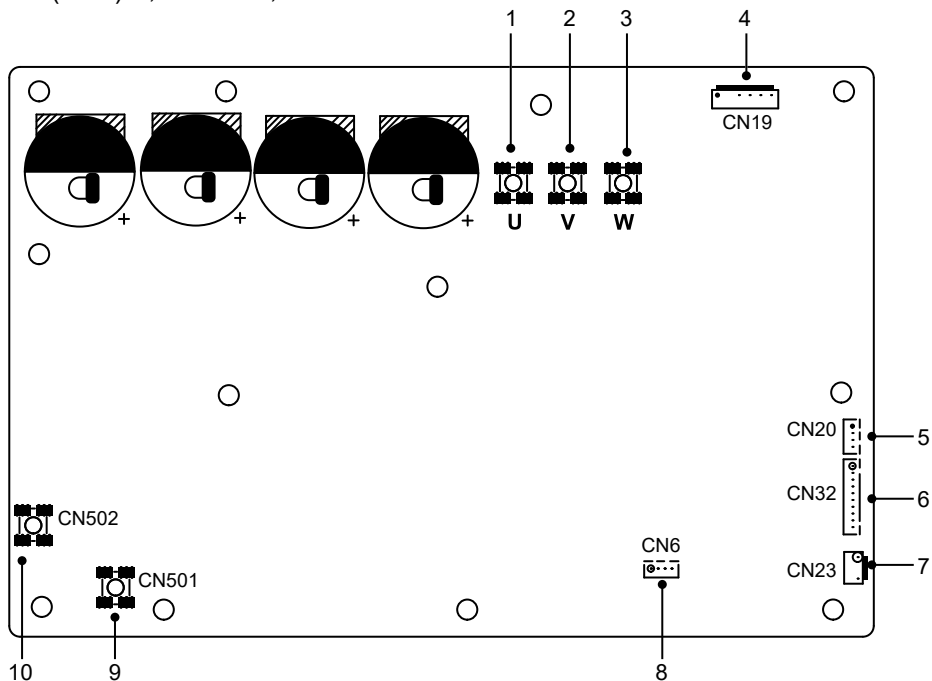 1 2 3 4
CN19
+ + + +
U V W
CN20 5
CN32 6
CN502
CN6
CN501
CN23 7
10 9 8